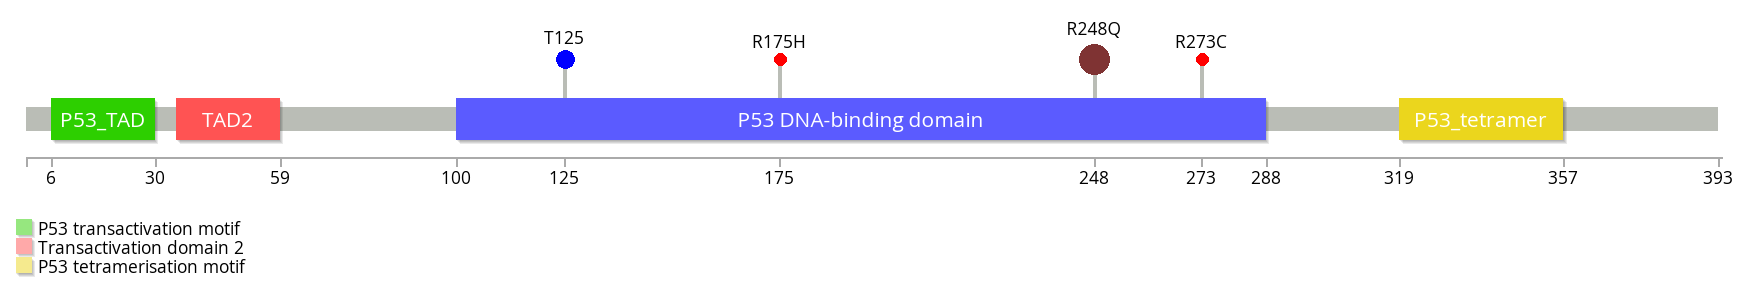 T125 R175H R248Q R273C
P53_TAD TAD2 P53 DNA-binding domain P53_tetramer
6 30 59 100 125 175 248 273 288 319 357 393
P53 transactivation motif
Transactivation domain 2
P53 tetramerisation motif